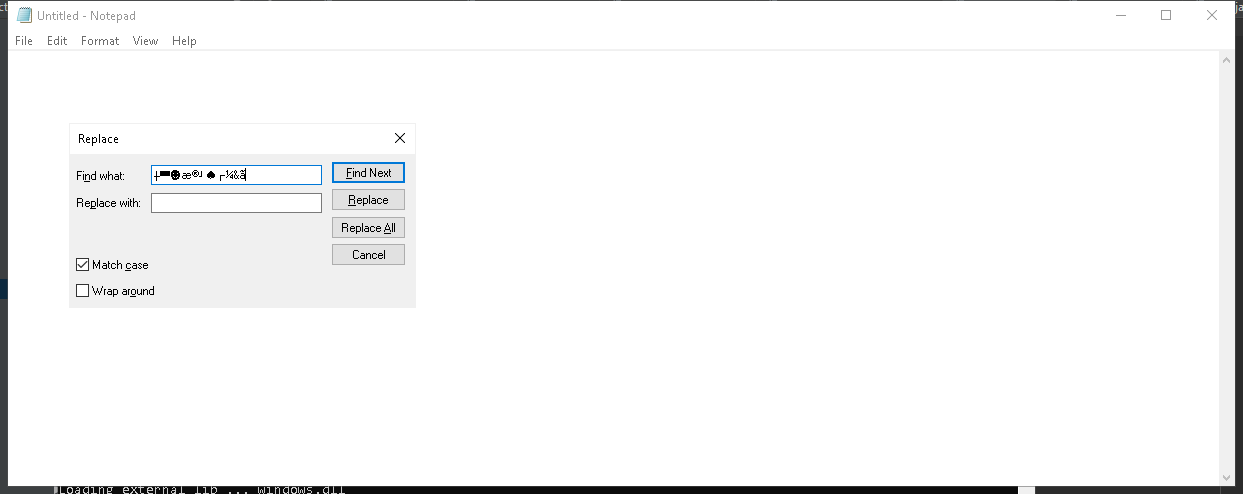 Untitled - Notepad
File Edit Format View Help
Replace
Find what: ┼▀☻æ®┘♠┌¼&ã
Find Next
Replace with:
Replace
Replace All
Cancel
Match case
Wrap around
Loading external lib ... windows.dll